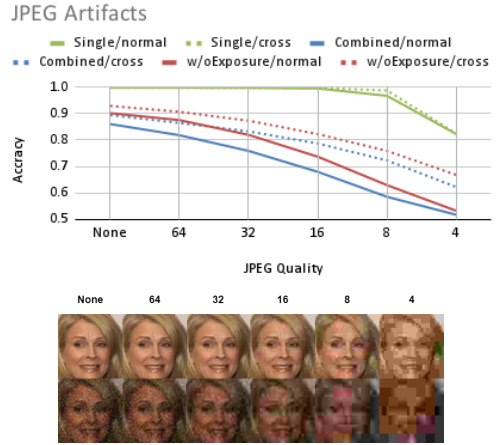 JPEG Artifacts
Single/normal Single/cross Combined/normal
Combined/cross w/oExposure/normal w/oExposure/cross
1.0
0.9
0.8
0.7
0.6
0.5
Accracy
None 64 32 16 8 4
JPEG Quality
None 64 32 16 8 4